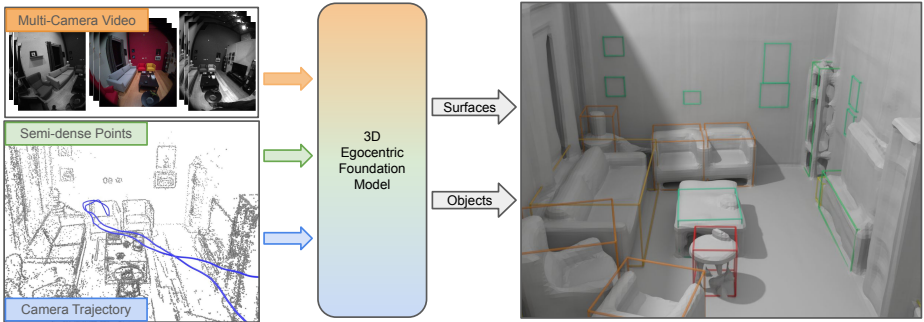 Multi-Camera Video
Semi-dense Points
Camera Trajectory
3D
Egocentric
Foundation
Model
Surfaces
Objects